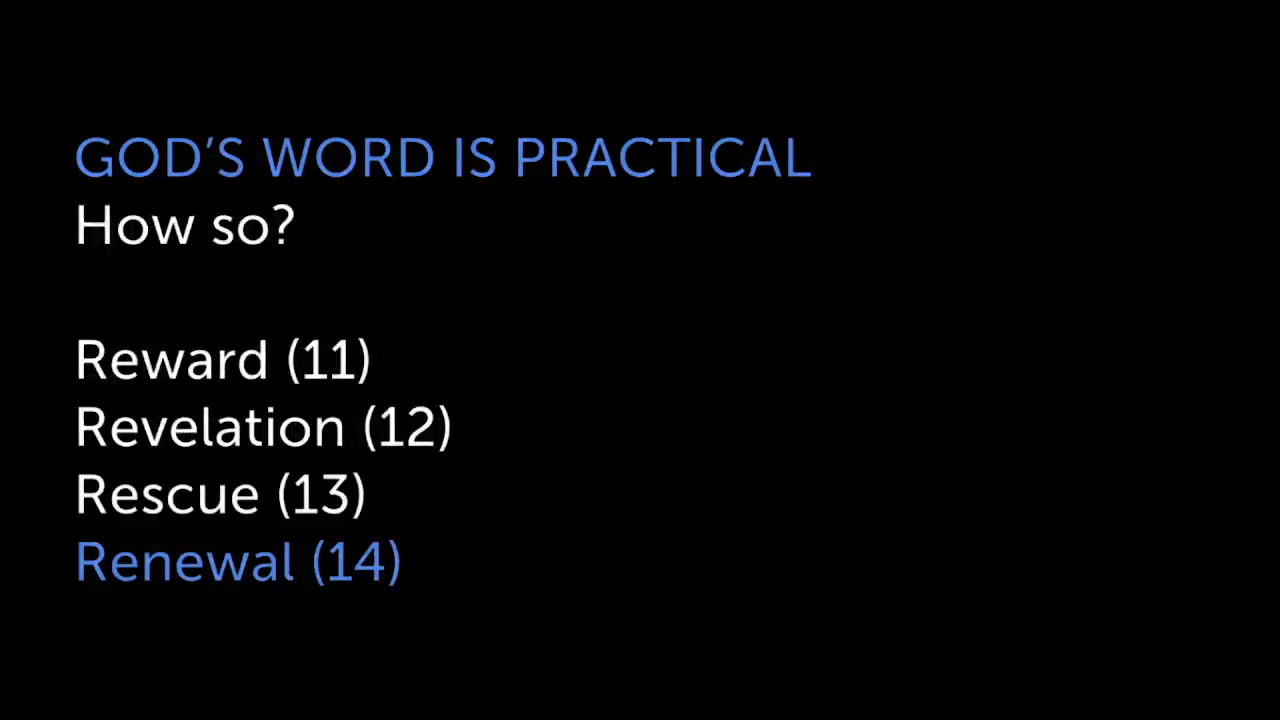 GOD’S WORD IS PRACTICAL
How so?
Reward (11)
Revelation (12)
Rescue (13)
Renewal (14)